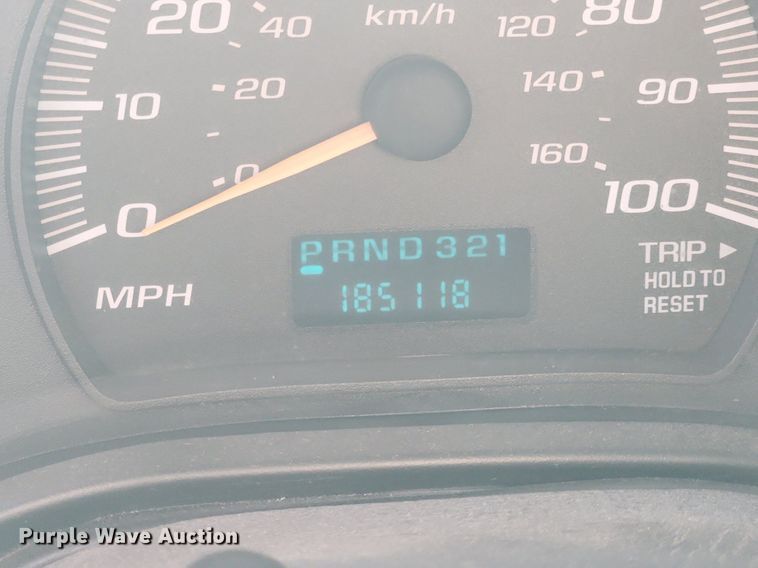 20 40 km/h 120 80
10 20 140 90
0 0 160 100
PRND321
185118
MPH
TRIP ►
HOLD TO
RESET
Purple Wave Auction